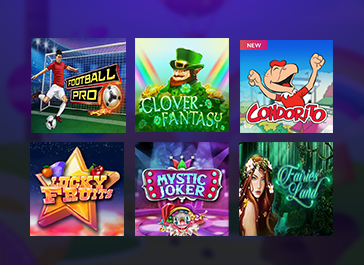 FOOTBALL
PRO
CLOVER
FANTASY
NEW
CONDORITO
LUCKY
FRUITS
MYSTIC
JOKER
Fairies
Land